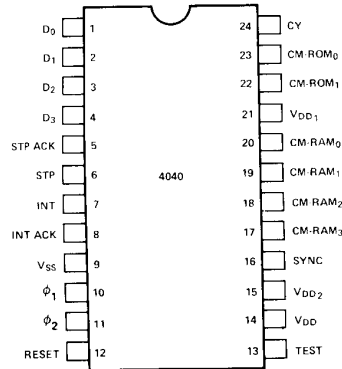 D₀ 1 24 CY
D₁ 2 23 CM-ROM₀
D₂ 3 22 CM-ROM₁
D₃ 4 21 VDD₁
STP ACK 5 20 CM-RAM₀
STP 6 4040 19 CM-RAM₁
INT 7 18 CM-RAM₂
INT ACK 8 17 CM-RAM₃
VSS 9 16 SYNC
ϕ₁ 10 15 VDD₂
ϕ₂ 11 14 VDD
RESET 12 13 TEST